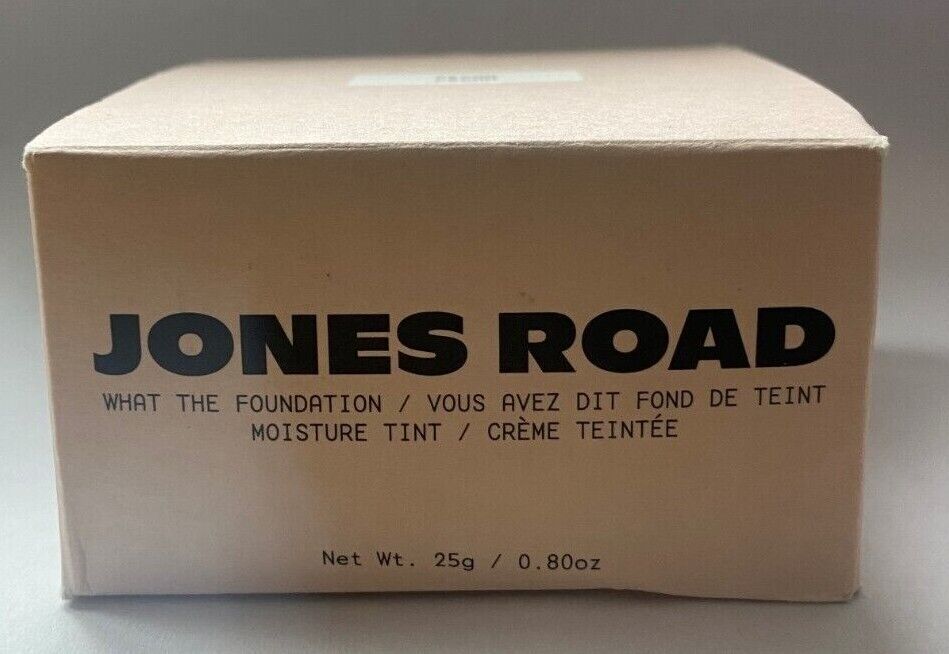 JONES ROAD
WHAT THE FOUNDATION / VOUS AVEZ DIT FOND DE TEINT
MOISTURE TINT / CRÈME TEINTÉE
Net Wt. 25g / 0.80oz